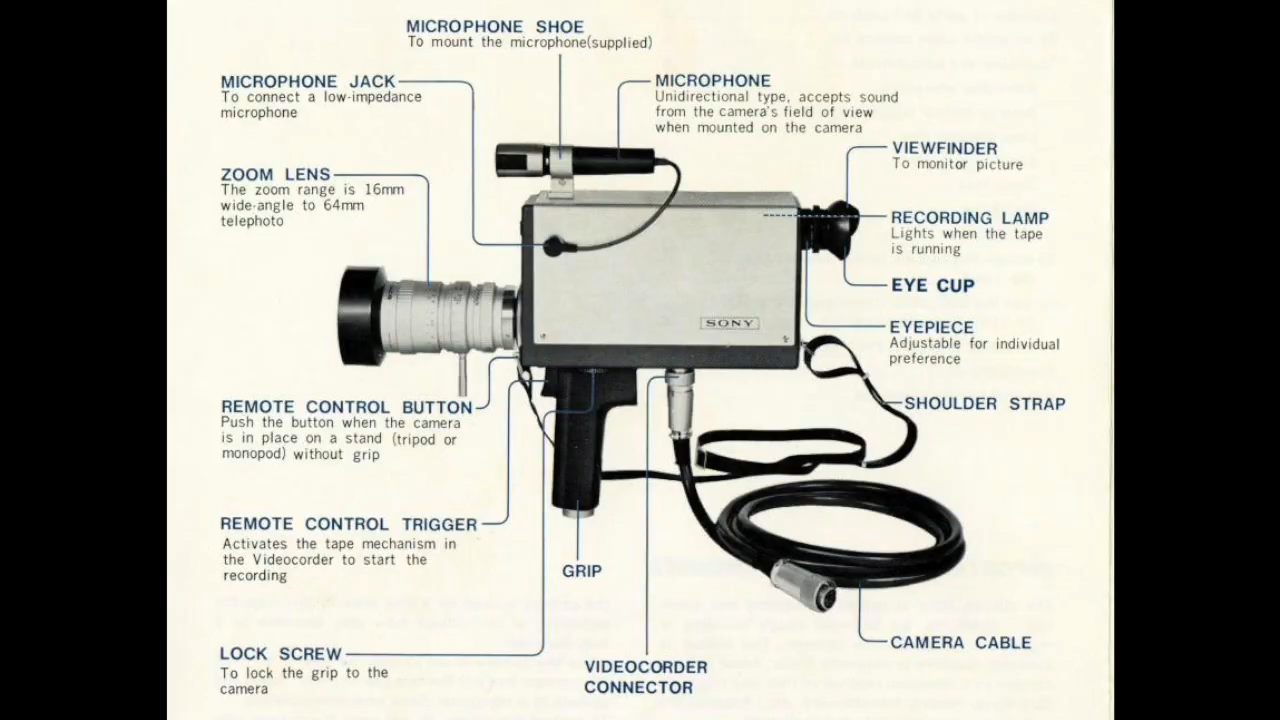 MICROPHONE SHOE
To mount the microphone(supplied)
MICROPHONE JACK
To connect a low-impedance
microphone
MICROPHONE
Unidirectional type, accepts sound
from the camera's field of view
when mounted on the camera
VIEWFINDER
To monitor picture
ZOOM LENS
The zoom range is 16mm
wide-angle to 64mm
telephoto
RECORDING LAMP
Lights when the tape
is running
EYE CUP
SONY
EYEPIECE
Adjustable for individual
preference
SHOULDER STRAP
REMOTE CONTROL BUTTON
Push the button when the camera
is in place on a stand (tripod or
monopod) without grip
REMOTE CONTROL TRIGGER
Activates the tape mechanism in
the Videocorder to start the
recording
GRIP
CAMERA CABLE
LOCK SCREW
To lock the grip to the
camera
VIDEOCORDER
CONNECTOR